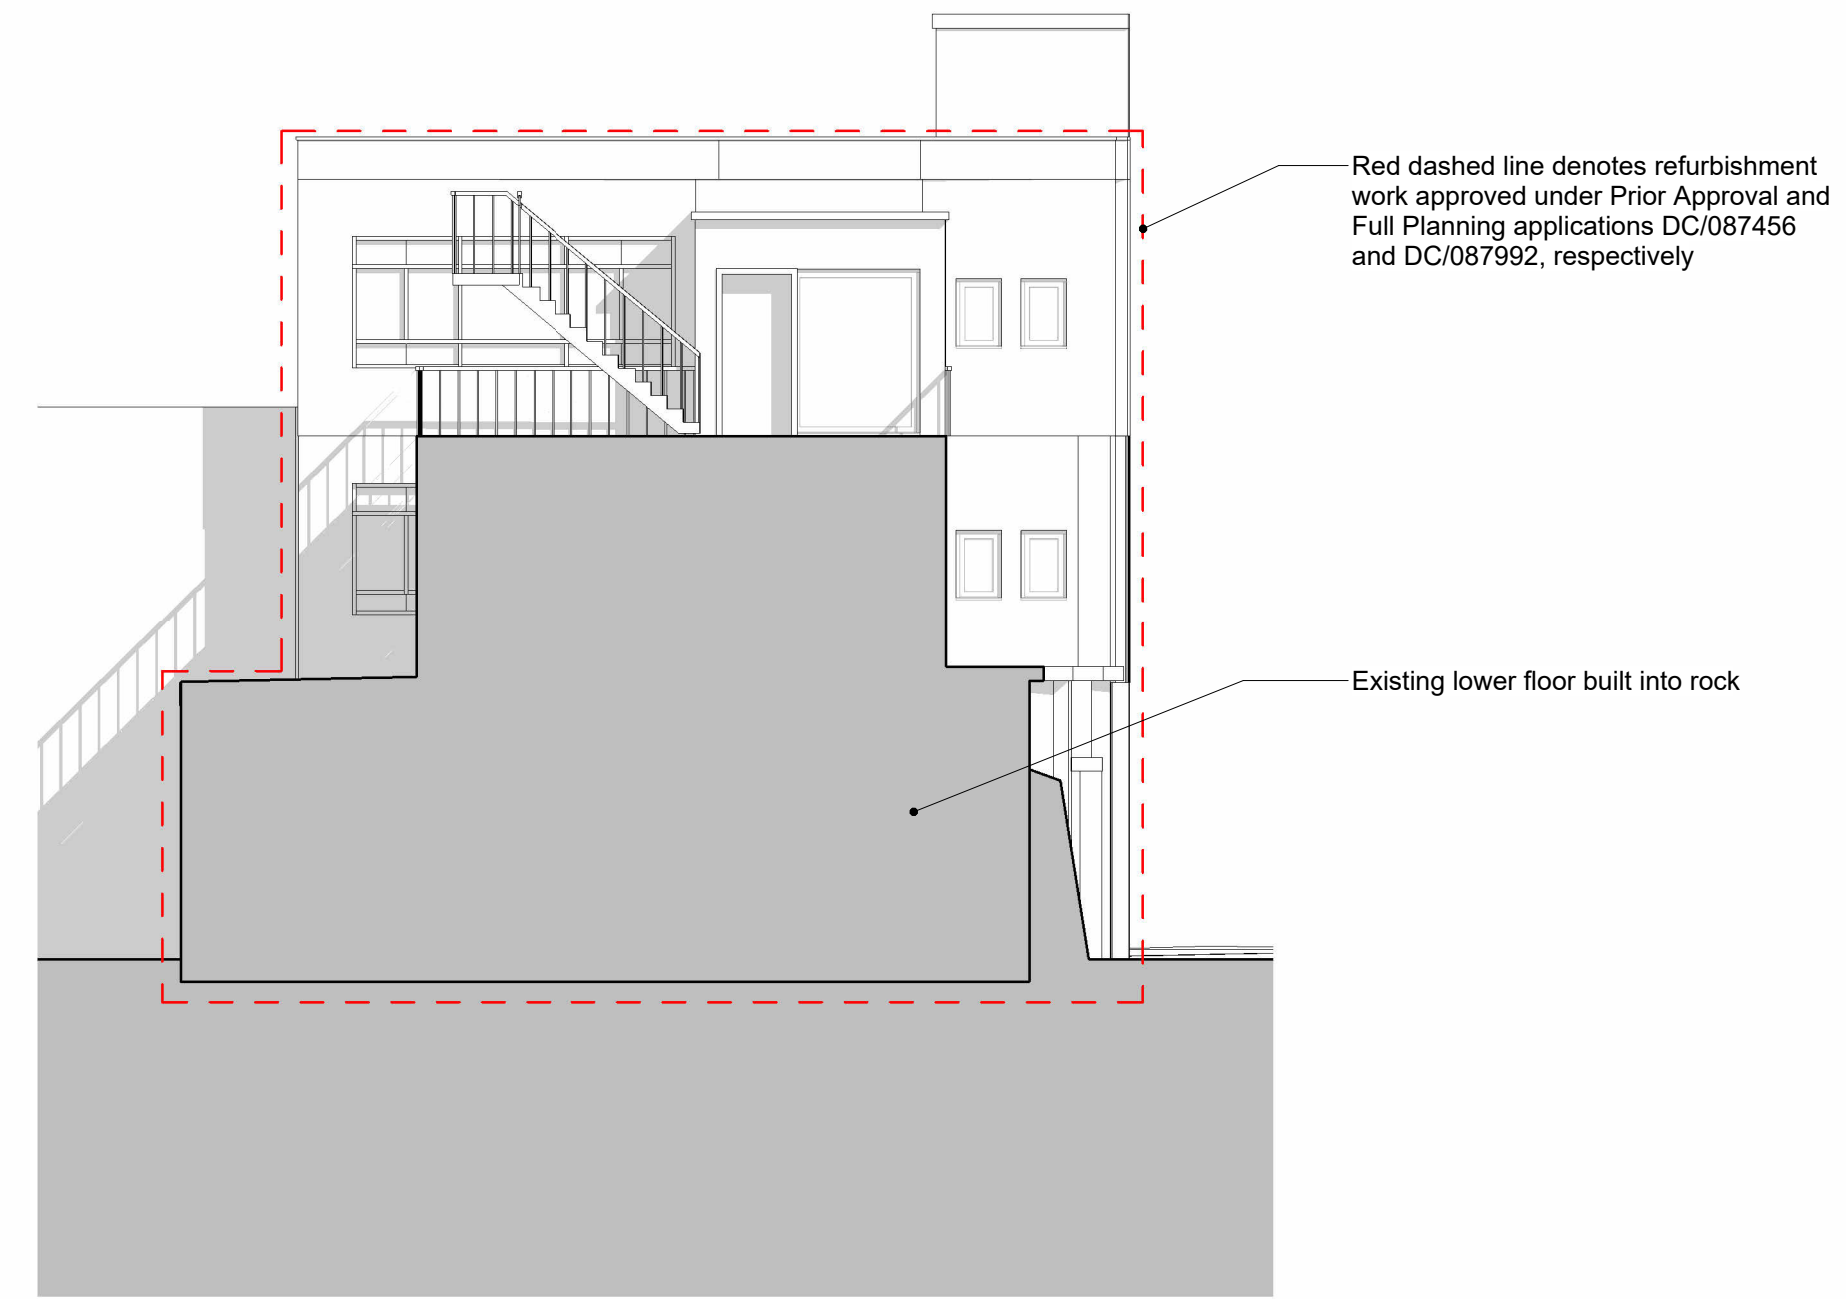 Red dashed line denotes refurbishment
work approved under Prior Approval and
Full Planning applications DC/087456
and DC/087992, respectively
Existing lower floor built into rock